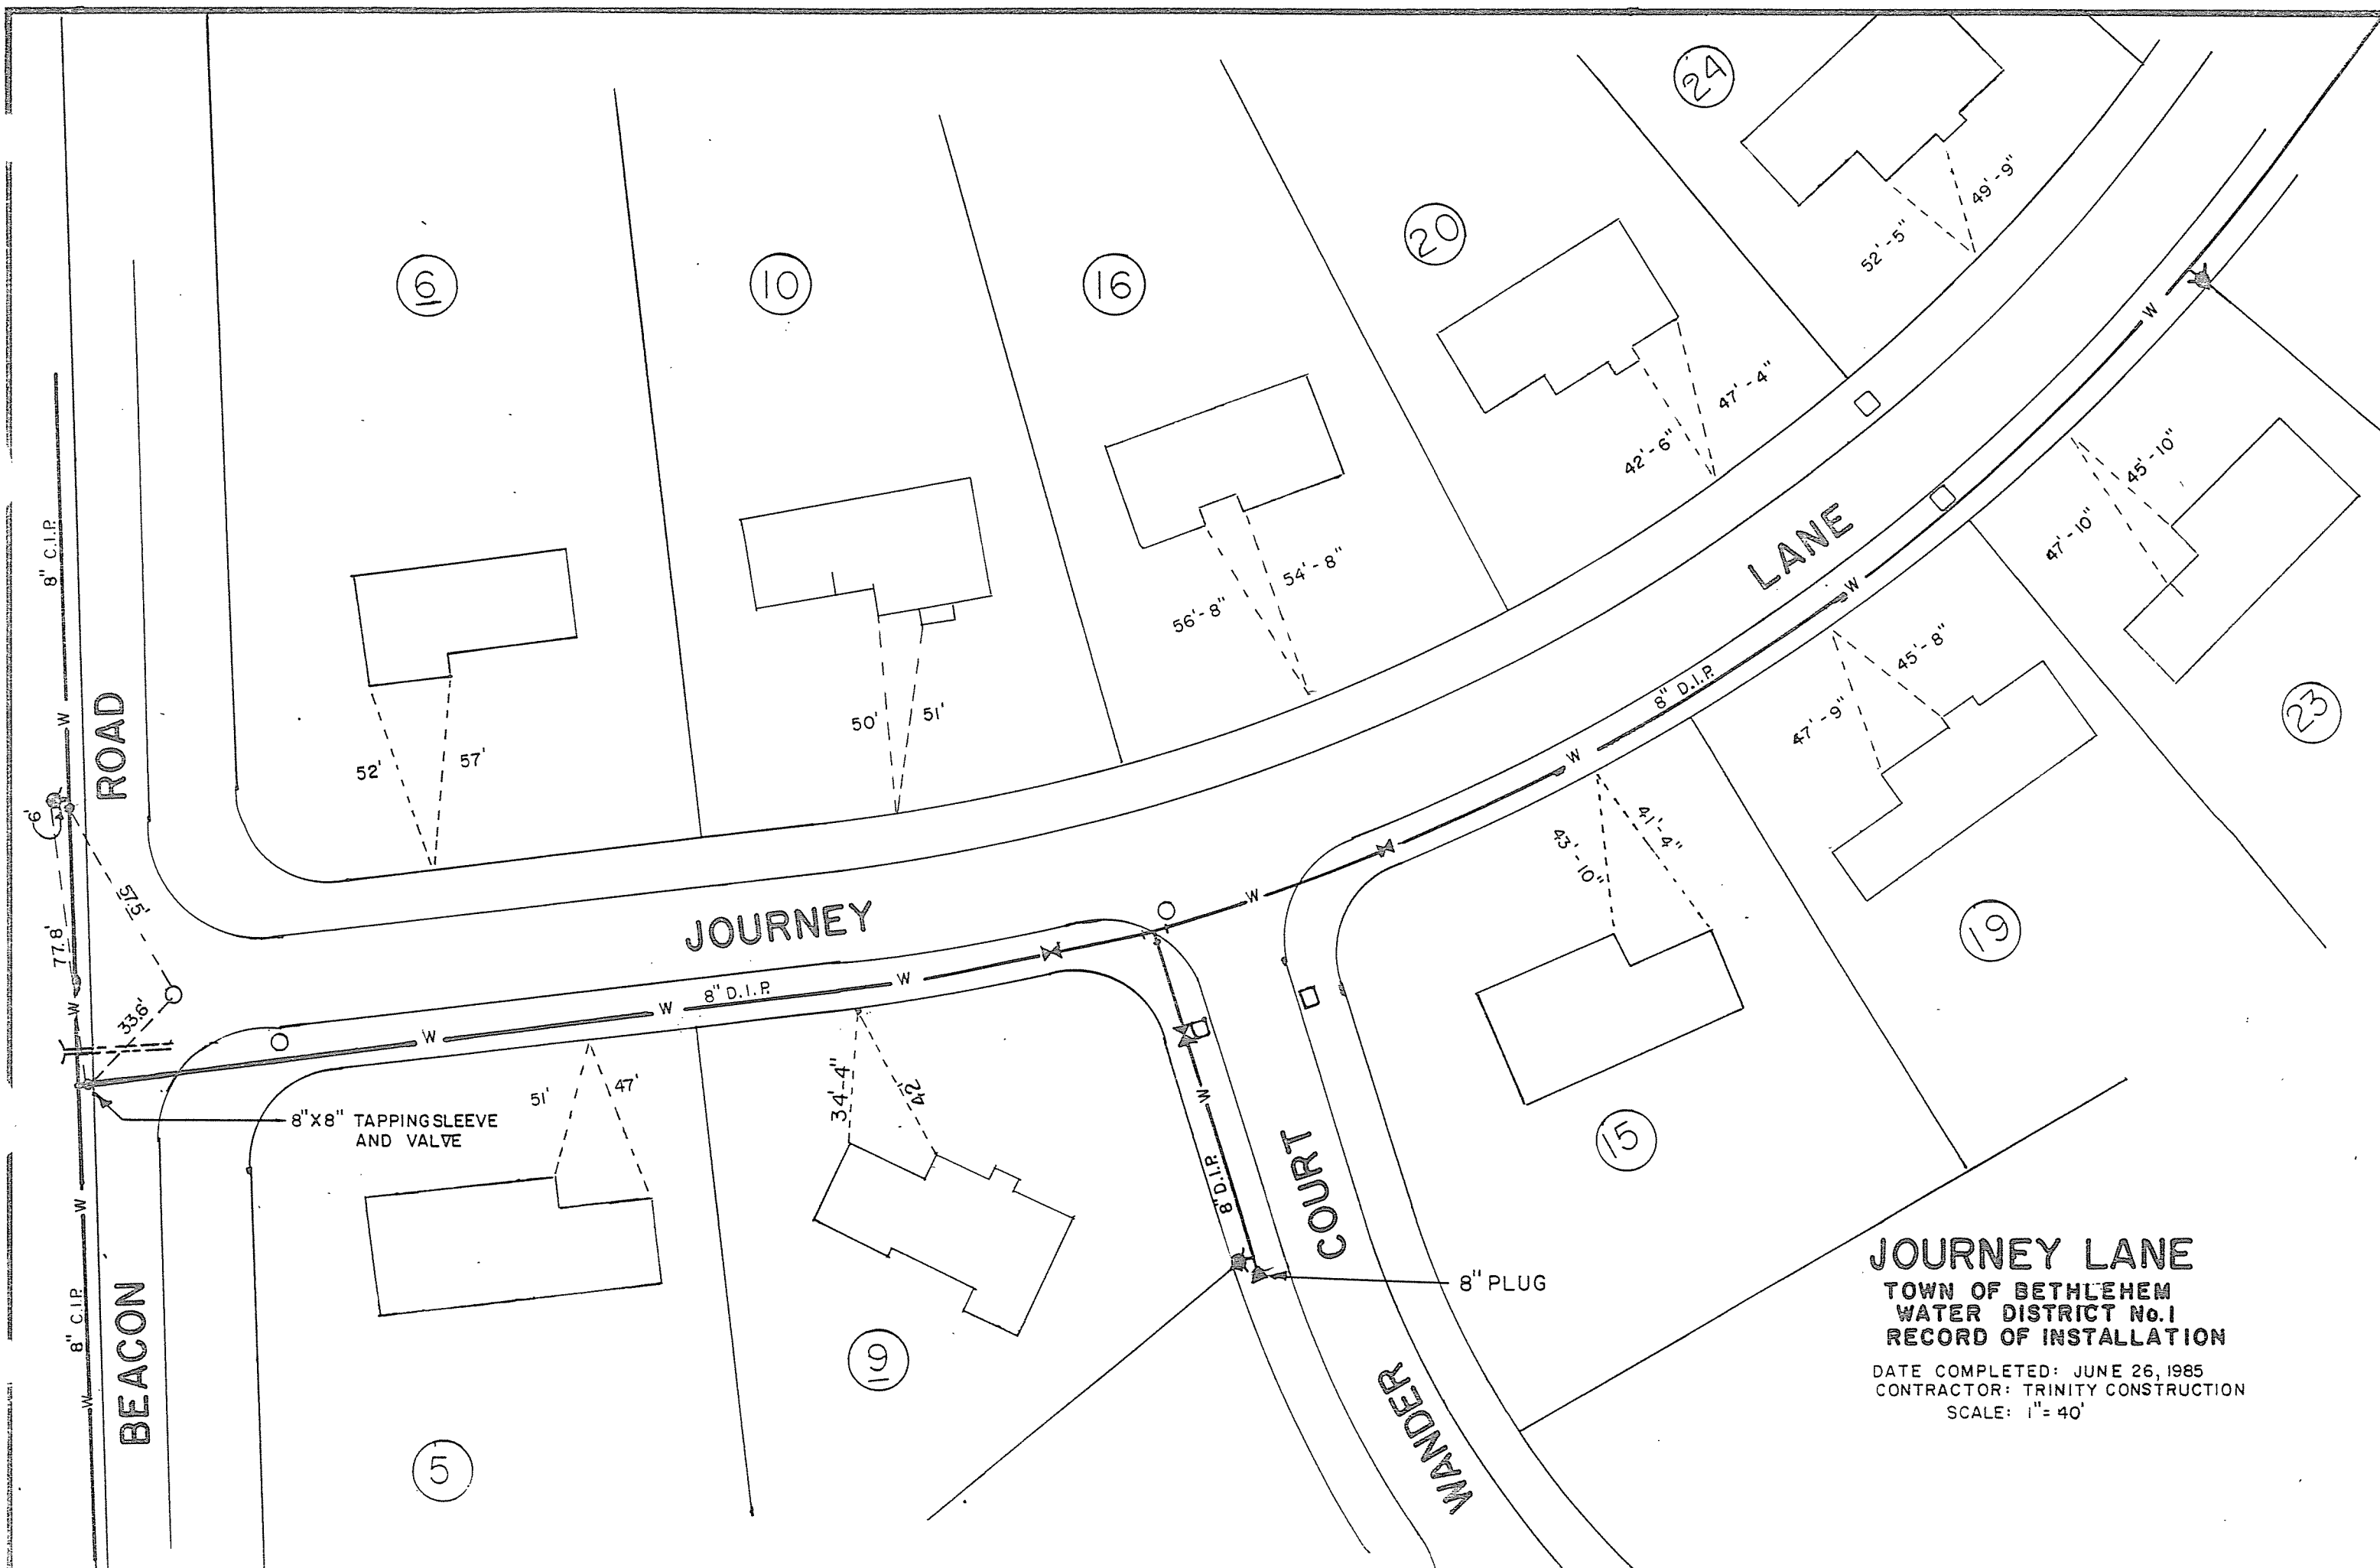 24
49'-9"
52'-5"
20
6
10
16
47'-4"
42'-6"
45'-10"
47'-10"
8" C.I.P.
LANE
W
W
54'-8"
56'-8"
45'-8"
8" D.I.P.
47'-9"
23
ROAD
W
50'
51'
52'
57'
W
6'
41'-4"
43'-10"
57.5'
77.8'
JOURNEY
W
19
W
8" D.I.P.
W
W
33.6'
W
51'
47'
34'-4"
42'
8"X8" TAPPING SLEEVE
AND VALVE
W
15
W
8" D.I.P.
COURT
8" PLUG
8" C.I.P.
W
BEACON
9
WANDER
5
JOURNEY LANE
TOWN OF BETHLEHEM
WATER DISTRICT No.1
RECORD OF INSTALLATION
DATE COMPLETED: JUNE 26, 1985
CONTRACTOR: TRINITY CONSTRUCTION
SCALE: 1"=40'